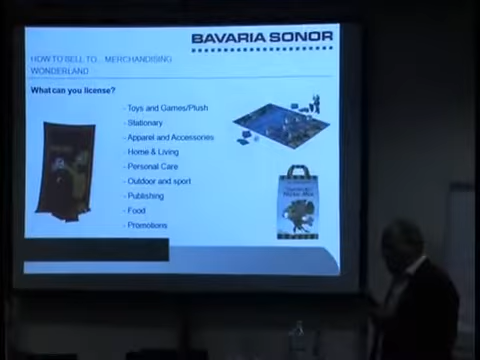 BAVARIA SONOR
HOW TO SELL TO... MERCHANDISING
WONDERLAND
What can you license?
- Toys and Games/Plush
- Stationary
- Apparel and Accessories
- Home & Living
- Personal Care
- Outdoor and sport
- Publishing
- Food
- Promotions